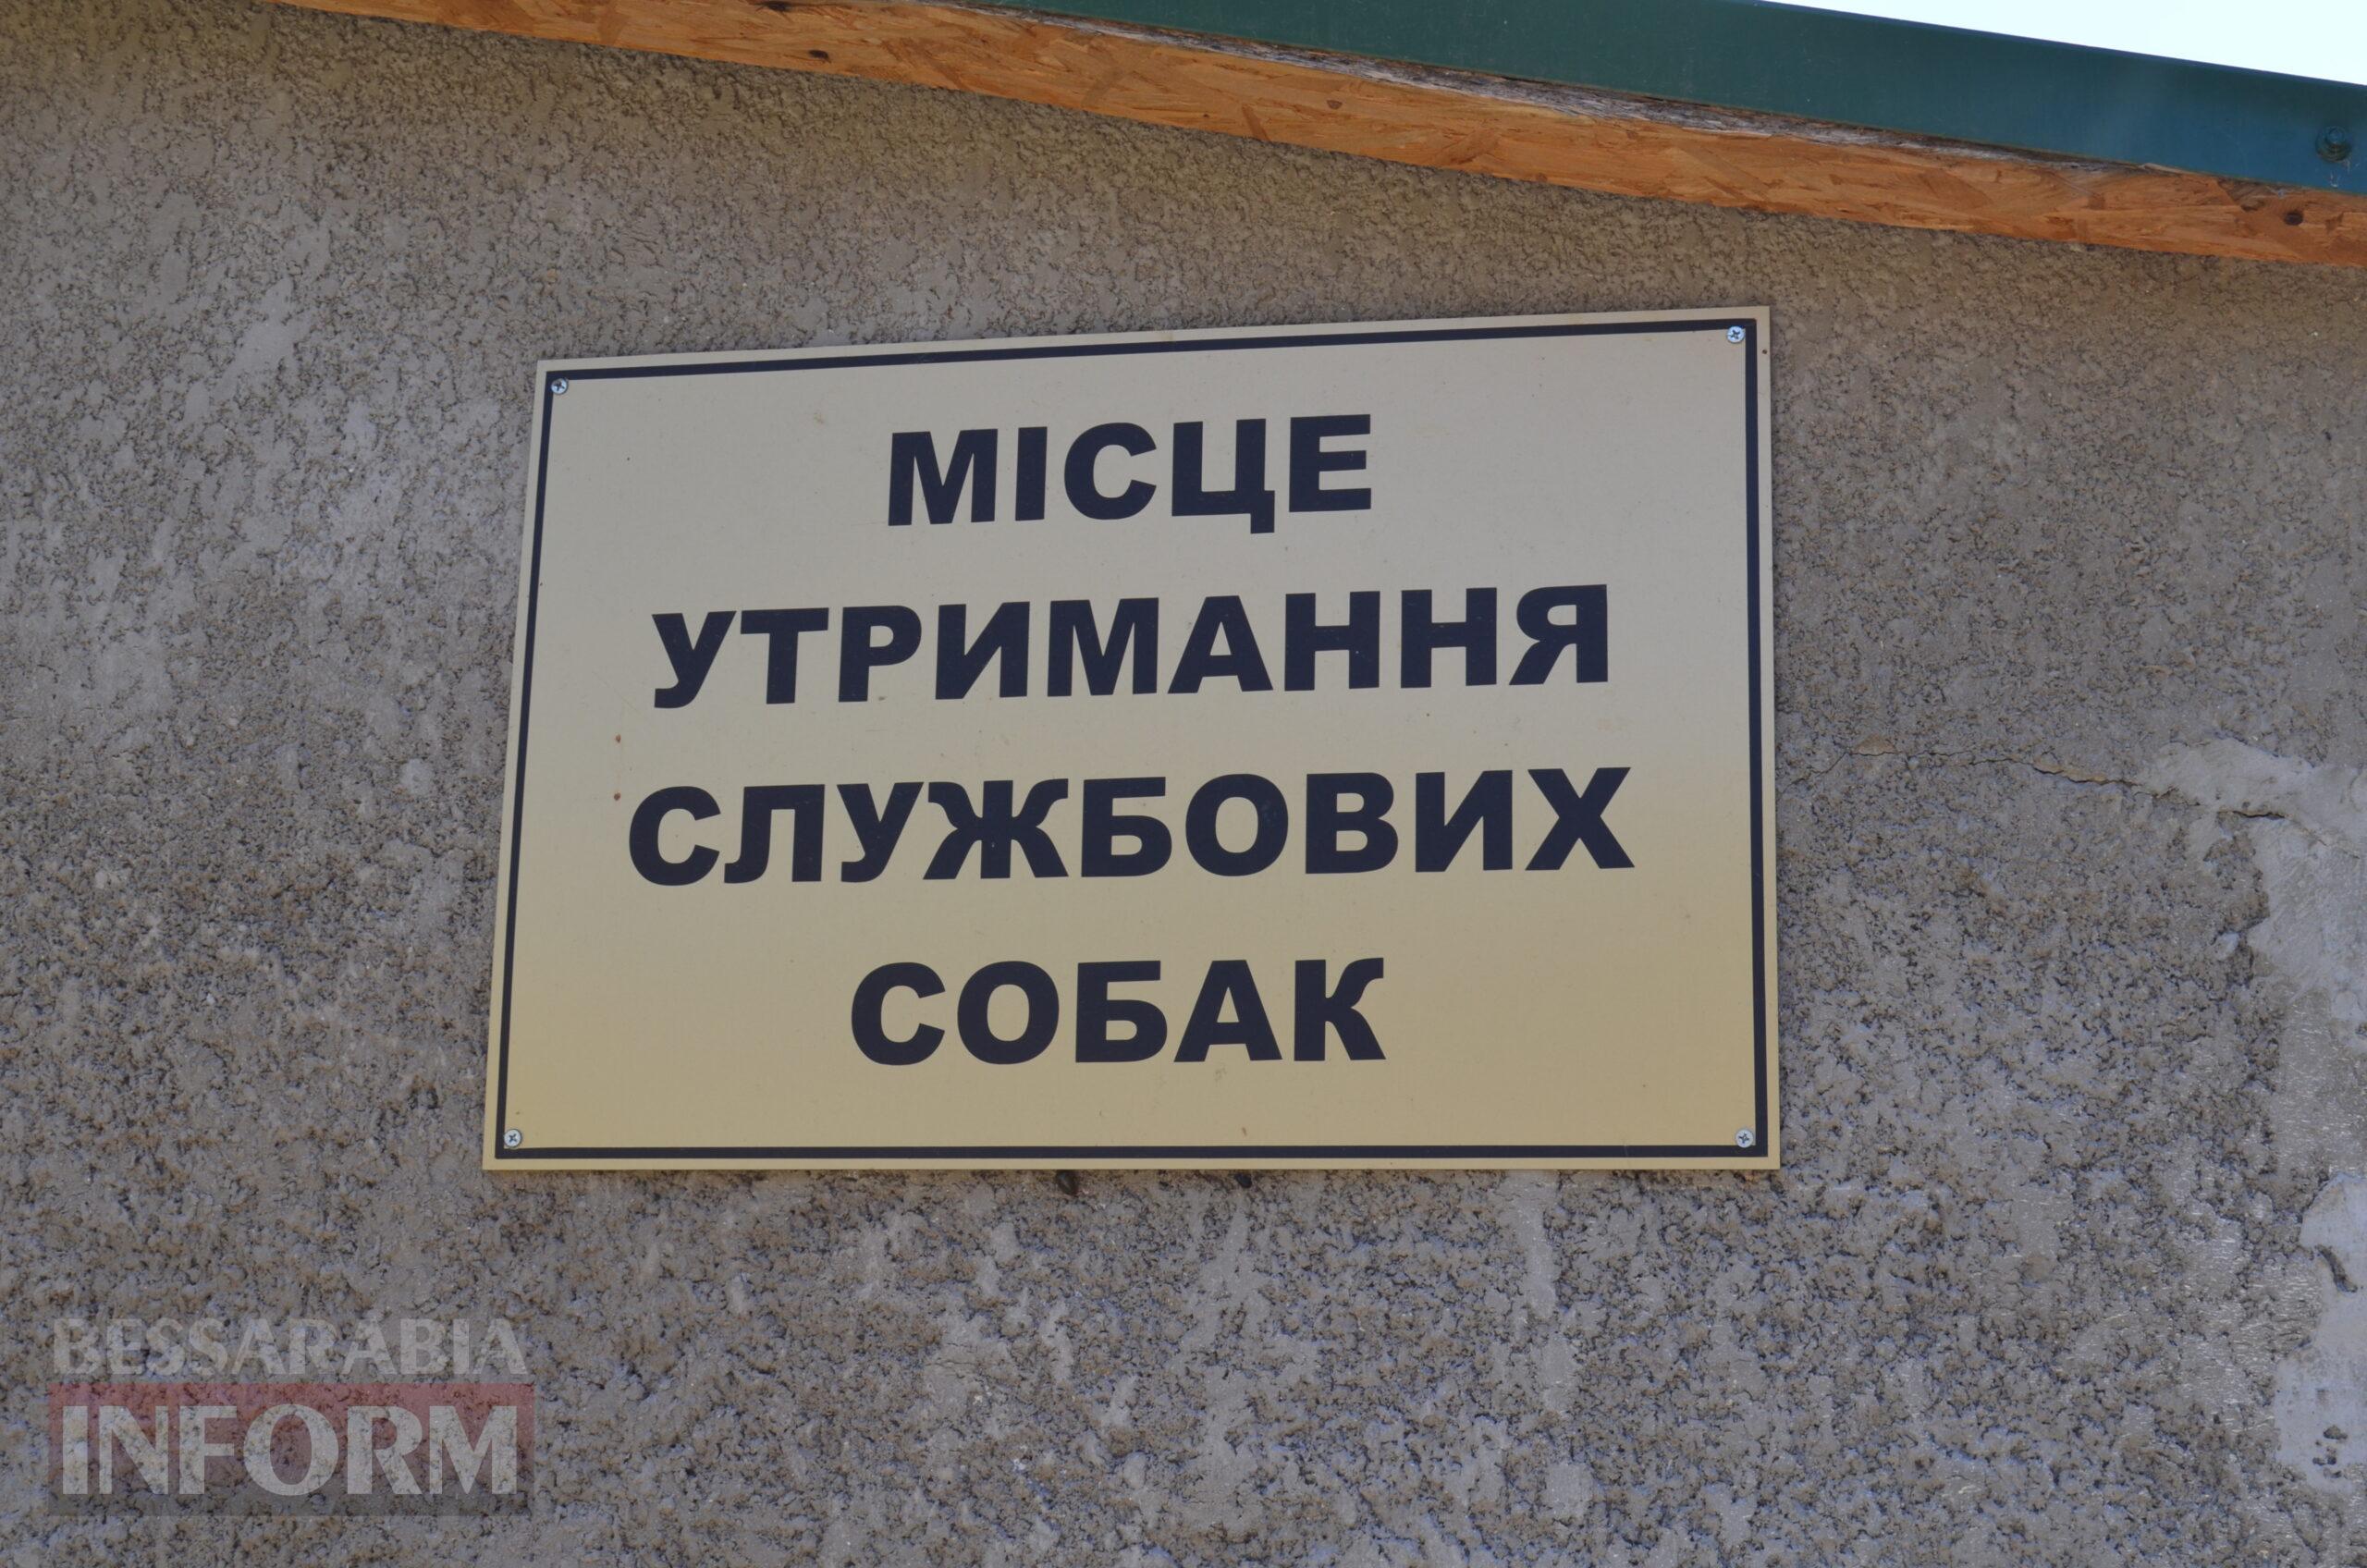 МІСЦЕ
УТРИМАННЯ
СЛУЖБОВИХ
СОБАК
BESSARABIA
INFORM